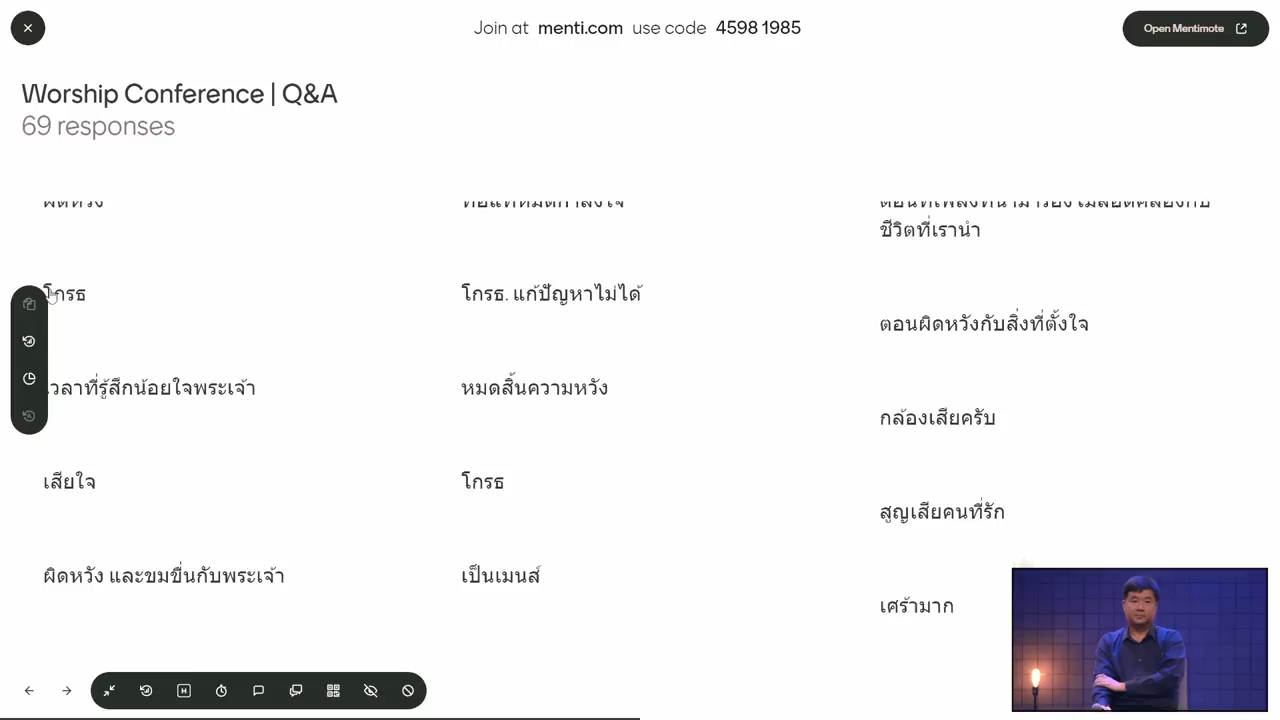 Join at menti.com use code 4598 1985
Open Mentimote
Worship Conference | Q&A
69 responses
ผิดหวัง
โกรธ
เวลาที่รู้สึกน้อยใจพระเจ้า
เสียใจ
ผิดหวัง และขมขื่นกับพระเจ้า
โกรธ. แก้ปัญหาไม่ได้
หมดสิ้นความหวัง
โกรธ
เป็นเมนส์
ชีวิตที่เรานำ
ตอนผิดหวังกับสิ่งที่ตั้งใจ
กล้องเสียครับ
สูญเสียคนที่รัก
เศร้ามาก